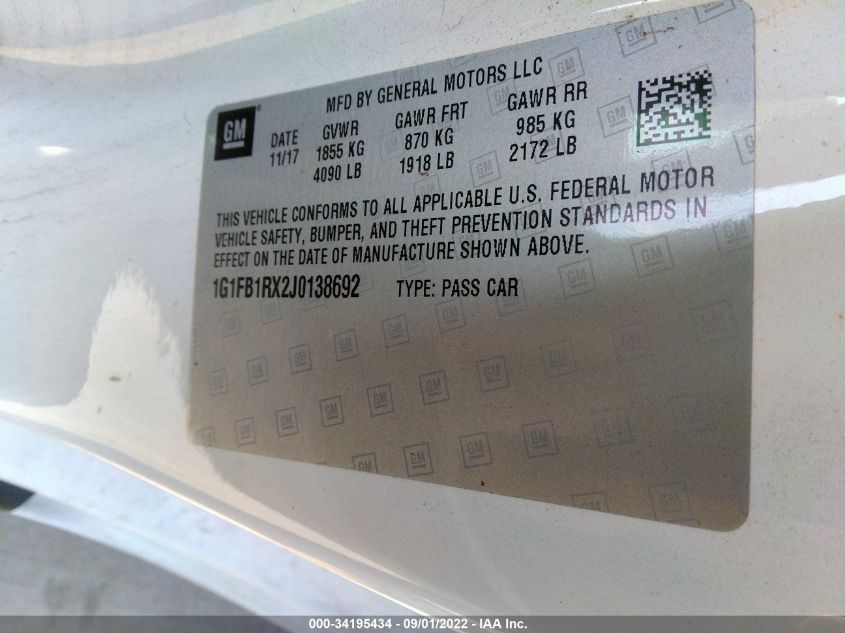 GM
MFD BY GENERAL MOTORS LLC
DATE GVWR GAWR FRT GAWR RR
11/17 1855 KG 870 KG 985 KG
4090 LB 1918 LB 2172 LB
THIS VEHICLE CONFORMS TO ALL APPLICABLE U.S. FEDERAL MOTOR
VEHICLE SAFETY, BUMPER, AND THEFT PREVENTION STANDARDS IN
EFFECT ON THE DATE OF MANUFACTURE SHOWN ABOVE.
1G1FB1RX2J0138692 TYPE: PASS CAR
000-34195434 - 09/01/2022 - IAA Inc.